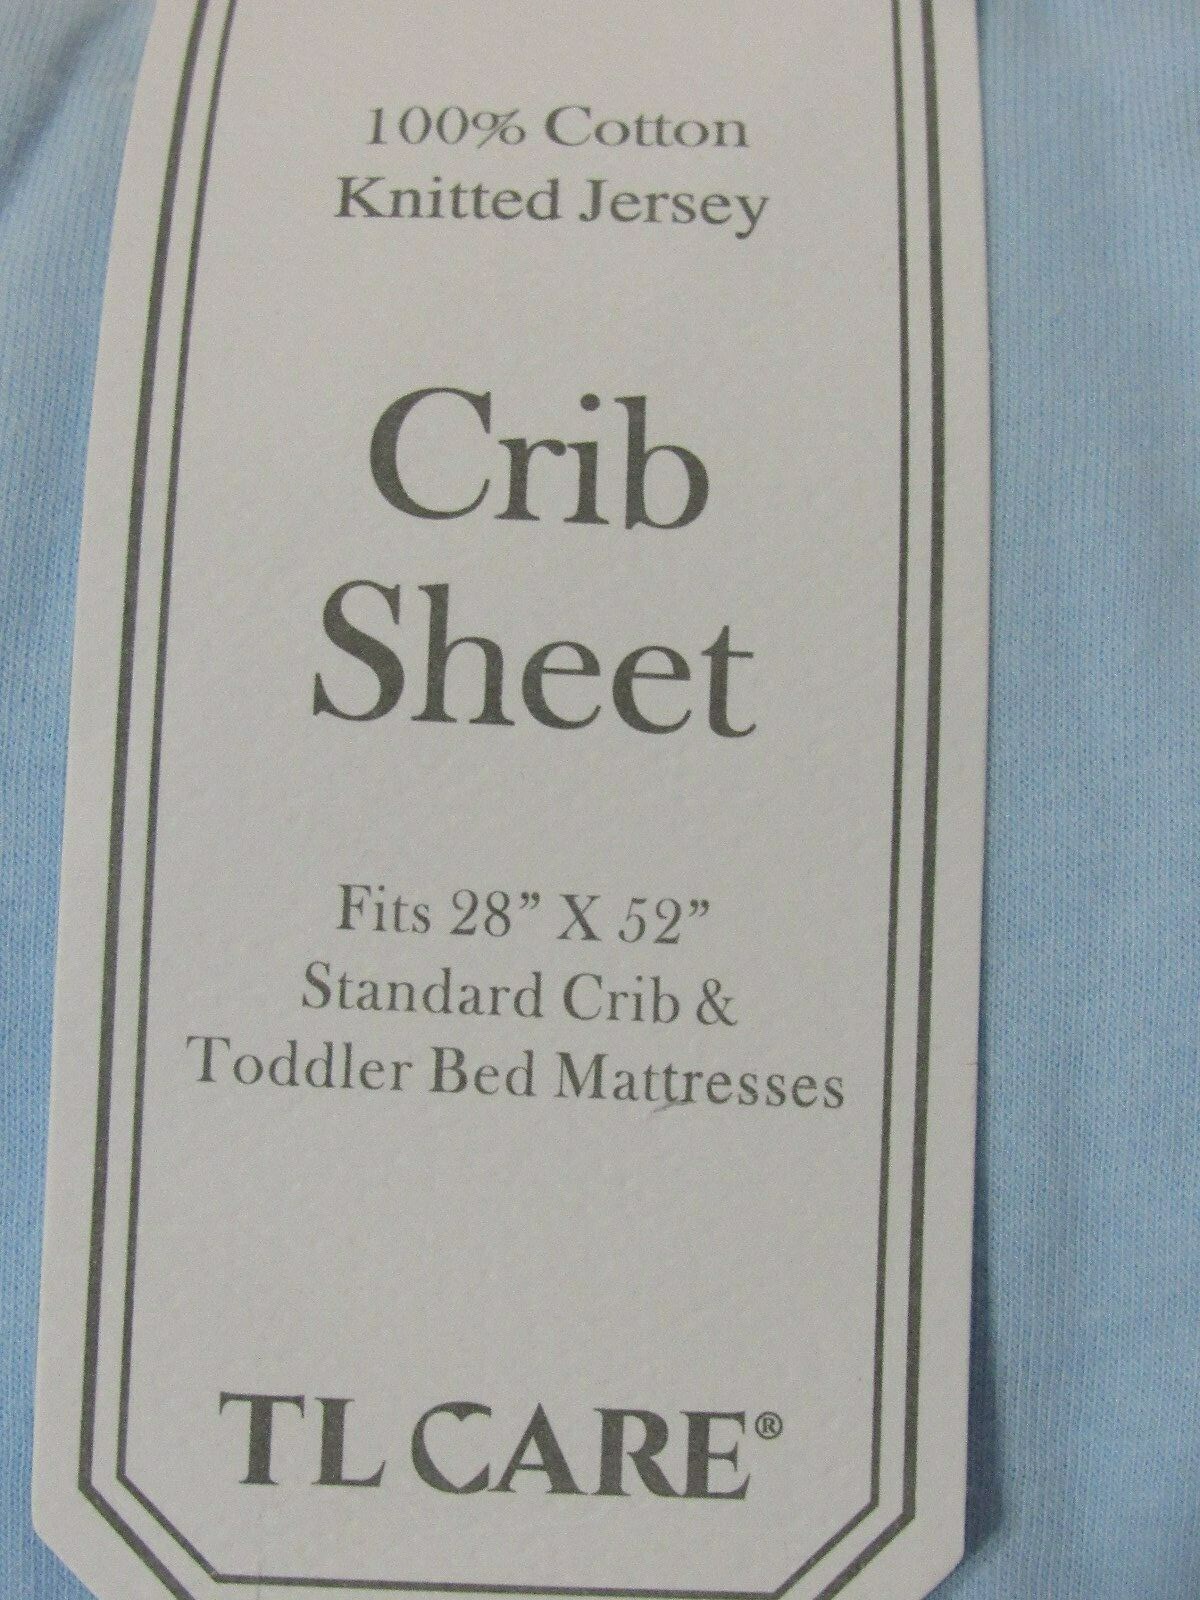 100% Cotton
Knitted Jersey
Crib
Sheet
Fits 28” X 52”
Standard Crib &
Toddler Bed Mattresses
TL CARE®